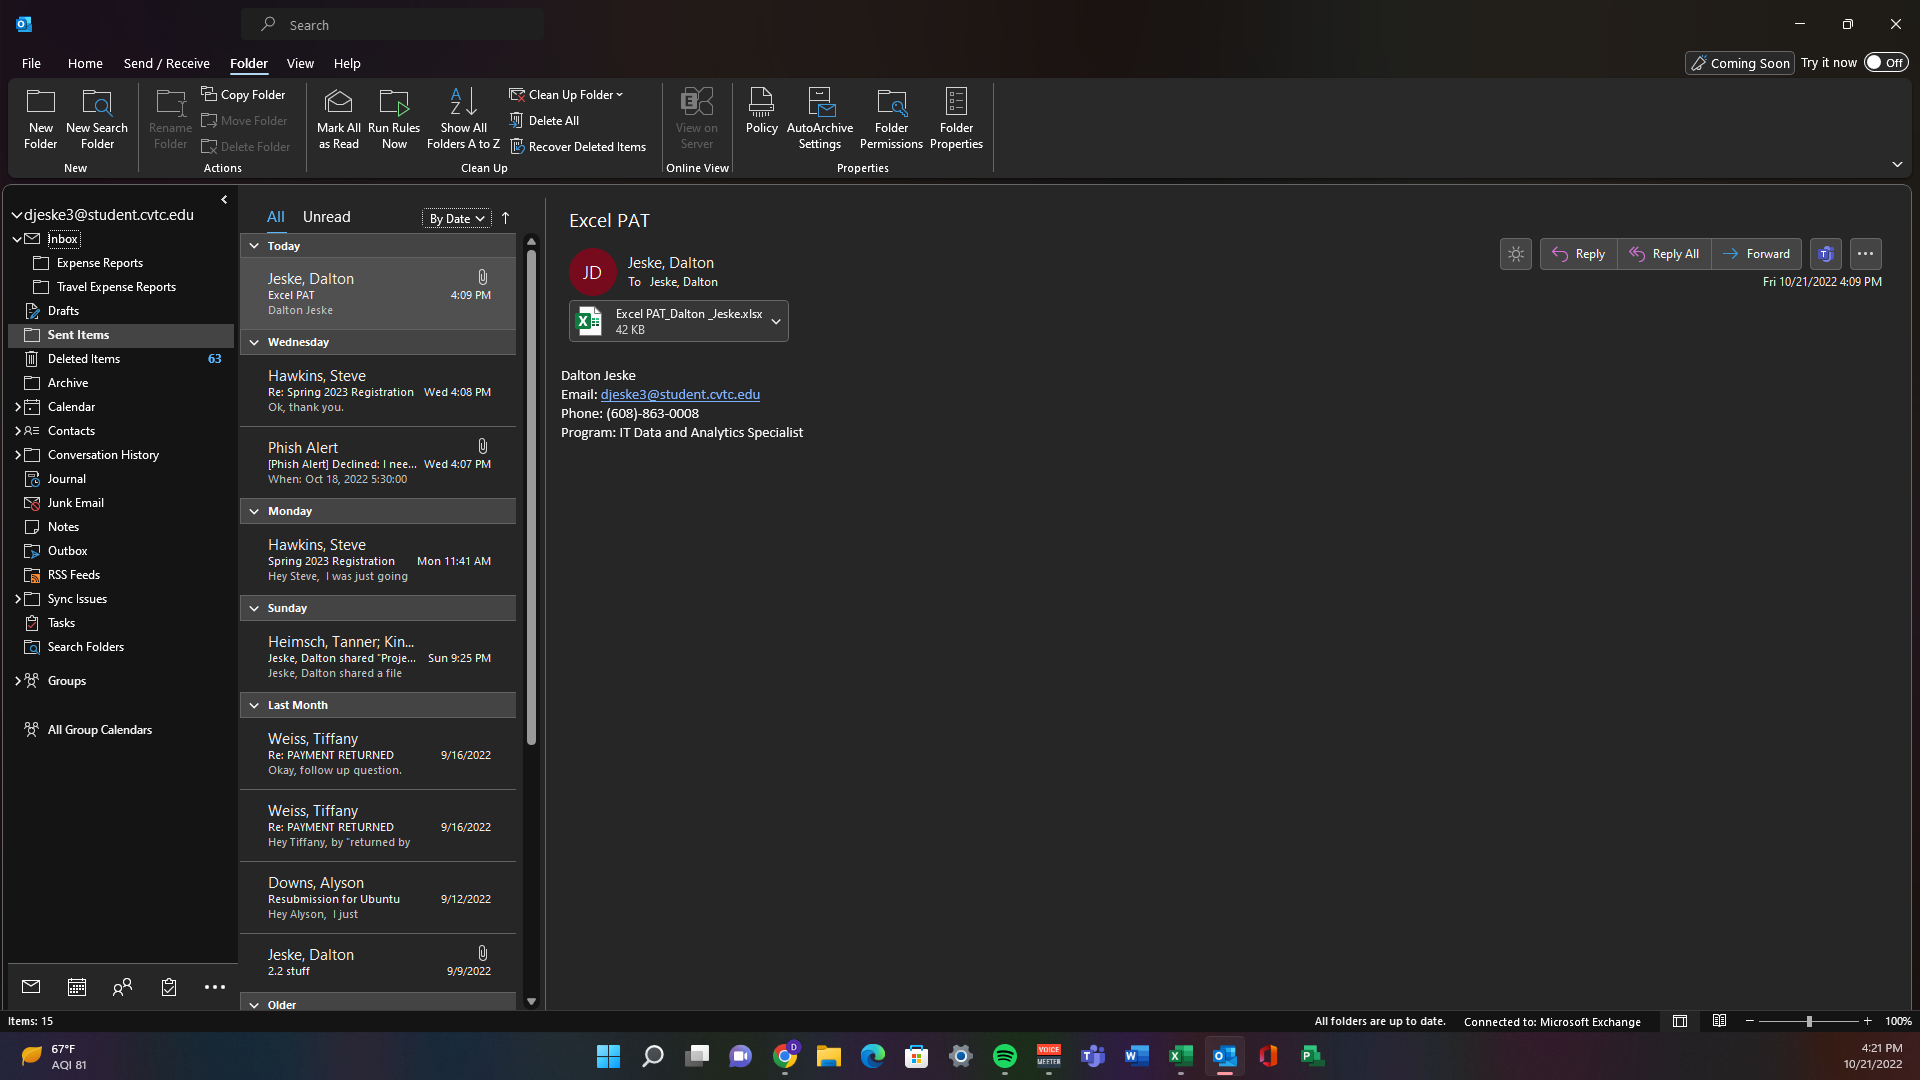 Search
File Home Send / Receive Folder View Help
Coming Soon Try it now Off
New Folder
New Search Folder
New
Rename Folder
Copy Folder
Move Folder
Delete Folder
Actions
Mark All as Read
Run Rules Now
Show All Folders A to Z
Clean Up Folder
Delete All
Recover Deleted Items
Clean Up
View on Server
Online View
Policy
AutoArchive Settings
Folder Permissions
Folder Properties
Properties
djeske3@student.cvtc.edu
Inbox
Expense Reports
Travel Expense Reports
Drafts
Sent Items
Deleted Items 63
Archive
Calendar
Contacts
Conversation History
Journal
Junk Email
Notes
Outbox
RSS Feeds
Sync Issues
Tasks
Search Folders
Groups
All Group Calendars
All Unread By Date
Today
Jeske, Dalton
Excel PAT 4:09 PM
Dalton Jeske
Wednesday
Hawkins, Steve
Re: Spring 2023 Registration Wed 4:08 PM
Ok, thank you.
Phish Alert
[Phish Alert] Declined: I nee... Wed 4:07 PM
When: Oct 18, 2022 5:30:00
Monday
Hawkins, Steve
Spring 2023 Registration Mon 11:41 AM
Hey Steve, I was just going
Sunday
Heimsch, Tanner; Kin...
Jeske, Dalton shared "Proje... Sun 9:25 PM
Jeske, Dalton shared a file
Last Month
Weiss, Tiffany
Re: PAYMENT RETURNED 9/16/2022
Okay, follow up question.
Weiss, Tiffany
Re: PAYMENT RETURNED 9/16/2022
Hey Tiffany, by "returned by
Downs, Alyson
Resubmission for Ubuntu 9/12/2022
Hey Alyson, I just
Jeske, Dalton
2.2 stuff 9/9/2022
Older
Excel PAT
JD
Jeske, Dalton
To Jeske, Dalton
Reply Reply All Forward
Fri 10/21/2022 4:09 PM
Excel PAT_Dalton _Jeske.xlsx
42 KB
Dalton Jeske
Email: djeske3@student.cvtc.edu
Phone: (608)-863-0008
Program: IT Data and Analytics Specialist
Items: 15
All folders are up to date. Connected to: Microsoft Exchange 100%
67°F
AQI 81
D
VOICE
MEETER
4:21 PM
10/21/2022